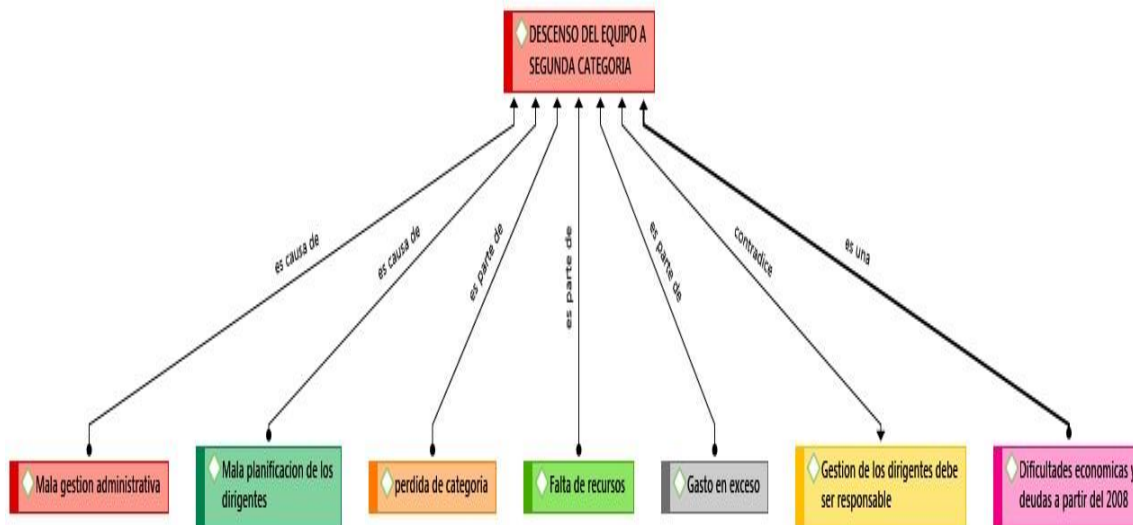 DESCENSO DEL EQUIPO A
SEGUNDA CATEGORIA
es causa de
es causa de
es parte de
es parte de
es parte de
contradice
es una
Mala gestion administrativa
Mala planificacion de los
dirigentes
perdida de categoria
Falta de recursos
Gasto en exceso
Gestion de los dirigentes debe
ser responsable
Dificultades economicas y
deudas a partir del 2008